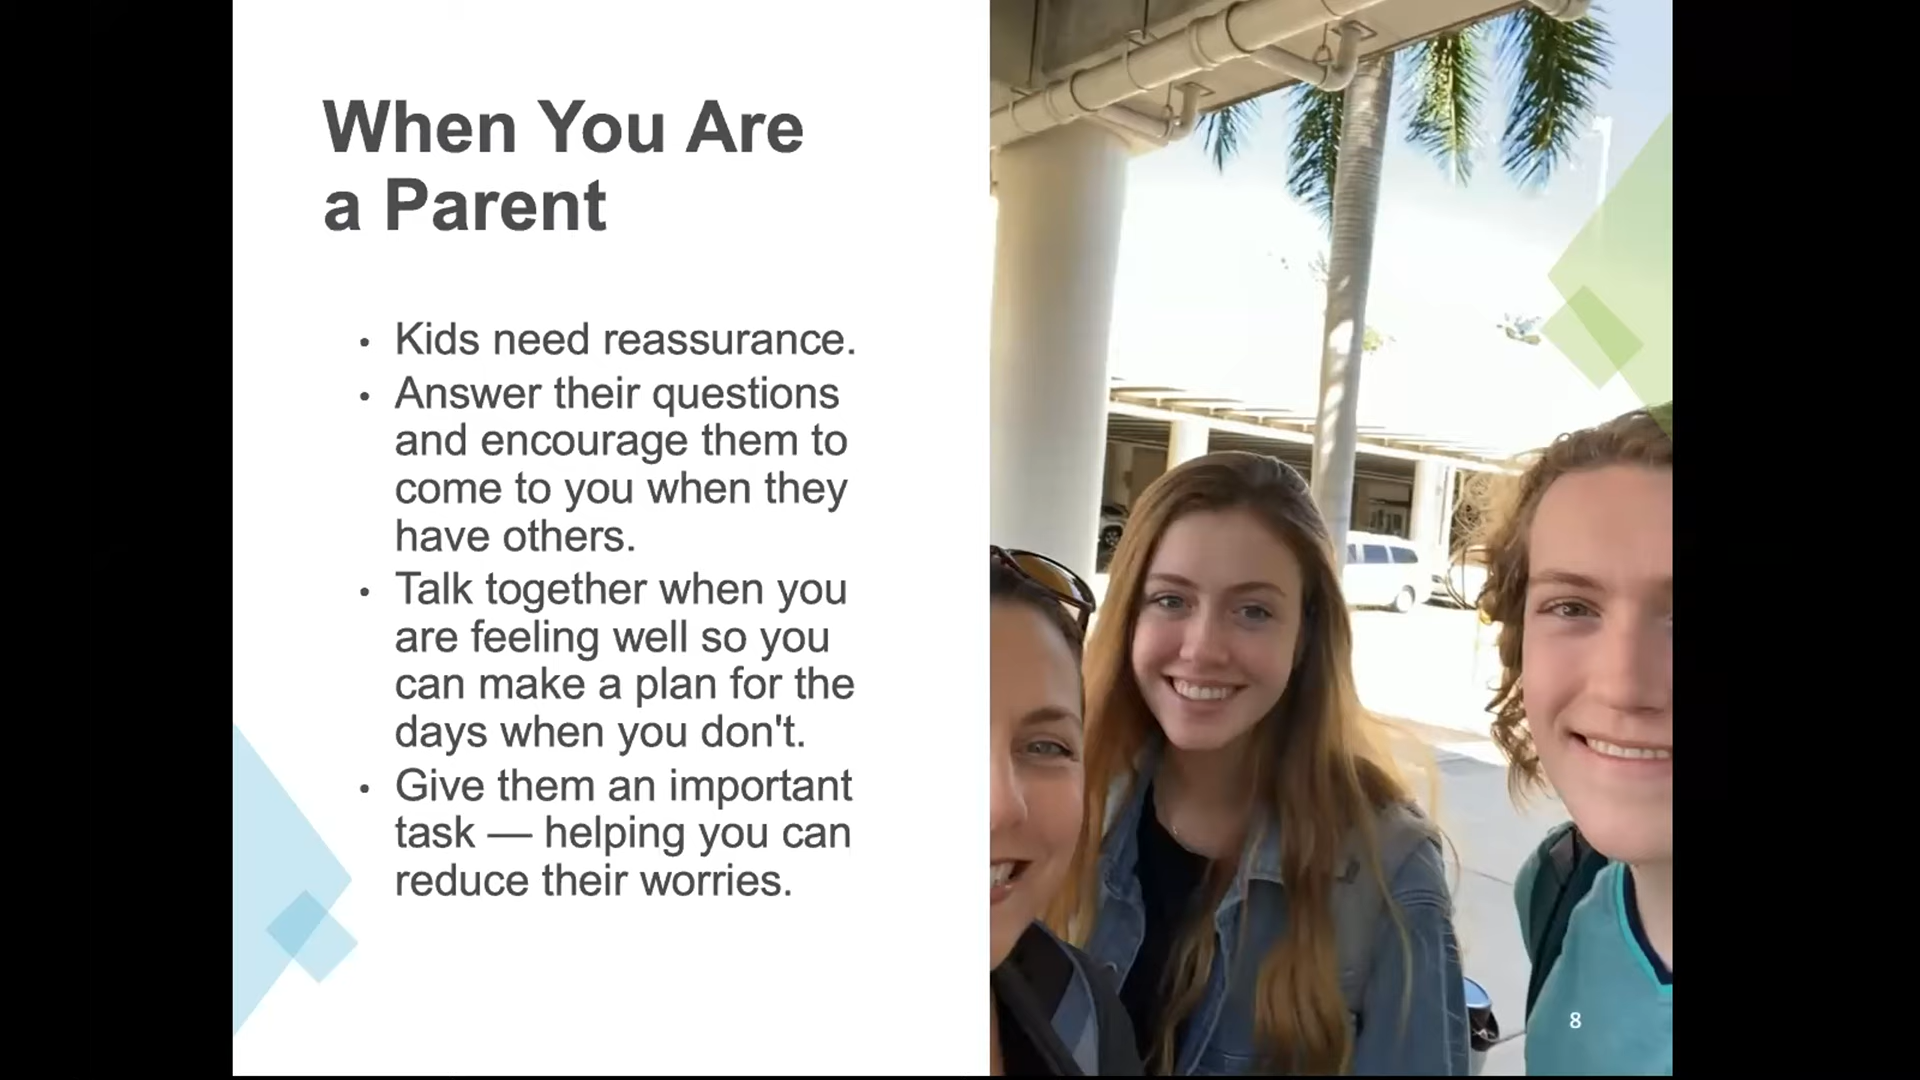 When You Are
a Parent
• Kids need reassurance.
• Answer their questions
and encourage them to
come to you when they
have others.
• Talk together when you
are feeling well so you
can make a plan for the
days when you don't.
• Give them an important
task — helping you can
reduce their worries.
8